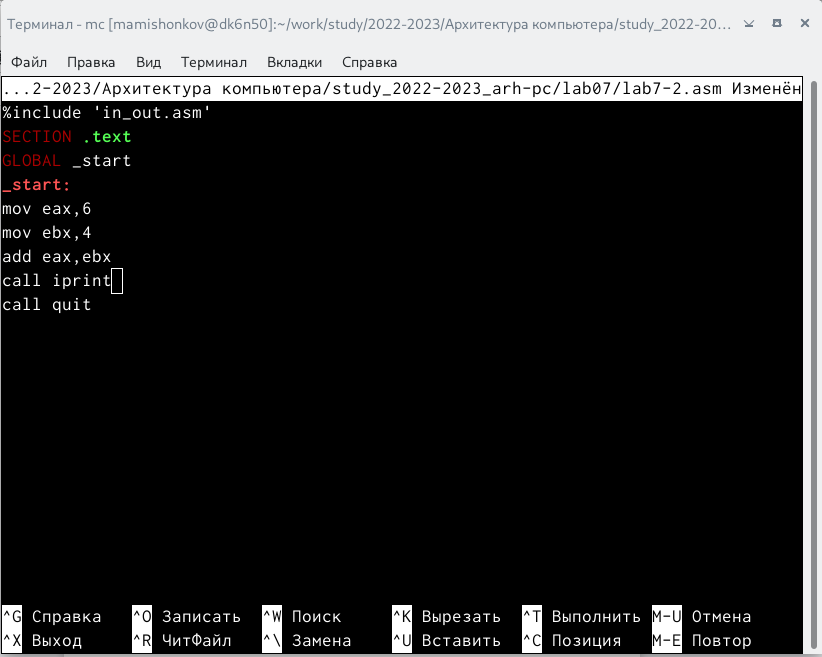 Терминал - mc [mamishonkov@dk6n50]:~/work/study/2022-2023/Архитектура компьютера/study_2022-20...
Файл Правка Вид Терминал Вкладки Справка
...2-2023/Архитектура компьютера/study_2022-2023_arh-pc/lab07/lab7-2.asm Изменён
%include 'in_out.asm'
SECTION .text
GLOBAL _start
_start:
mov eax,6
mov ebx,4
add eax,ebx
call iprint
call quit
^G Справка ^O Записать ^W Поиск ^K Вырезать ^T Выполнить M-U Отмена
^X Выход ^R ЧитФайл ^\ Замена ^U Вставить ^C Позиция M-E Повтор